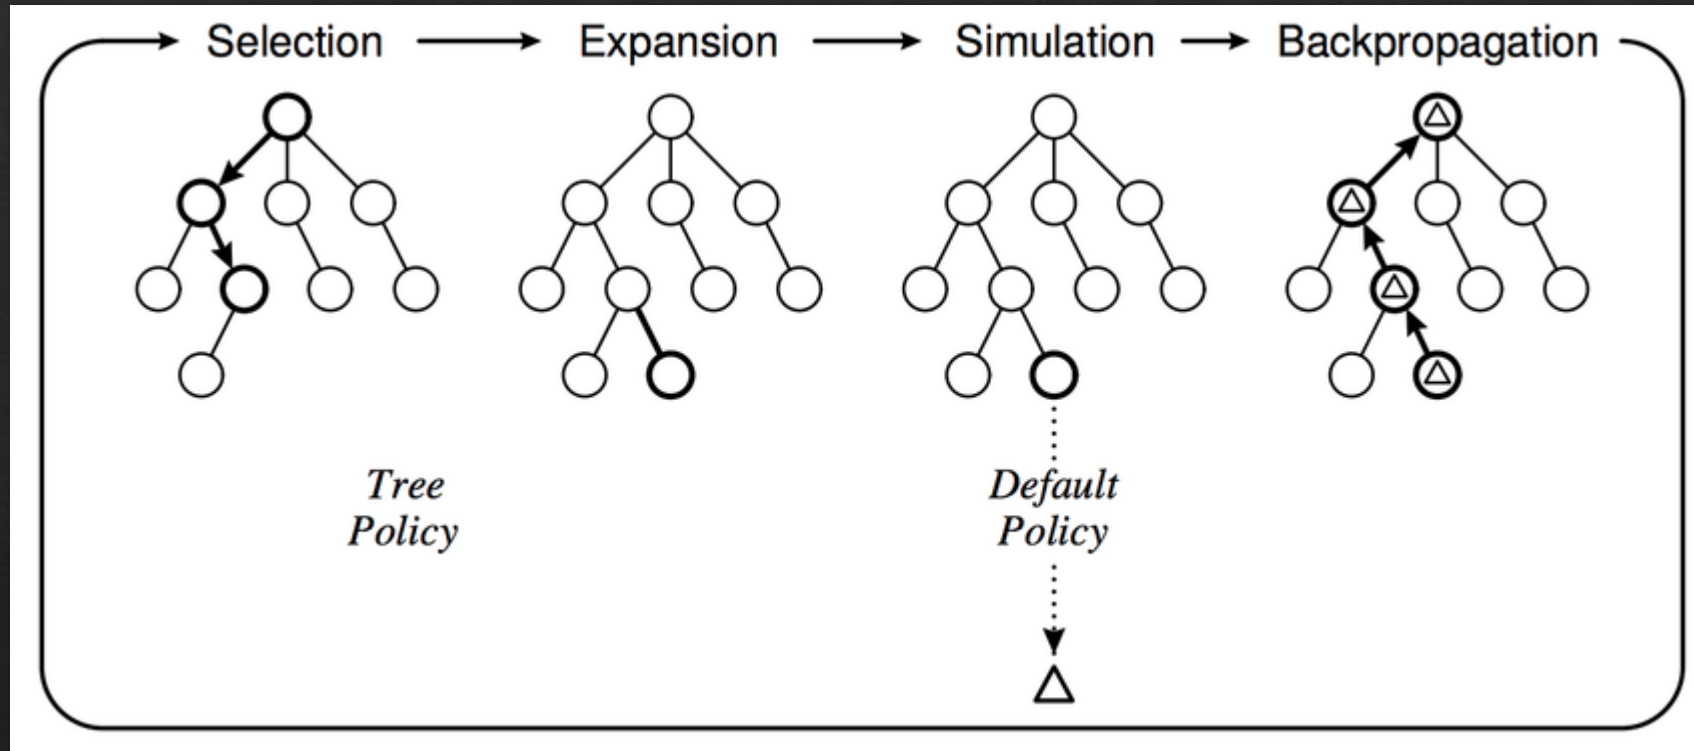 Selection
Expansion
Simulation
Backpropagation
Tree
Policy
Default
Policy